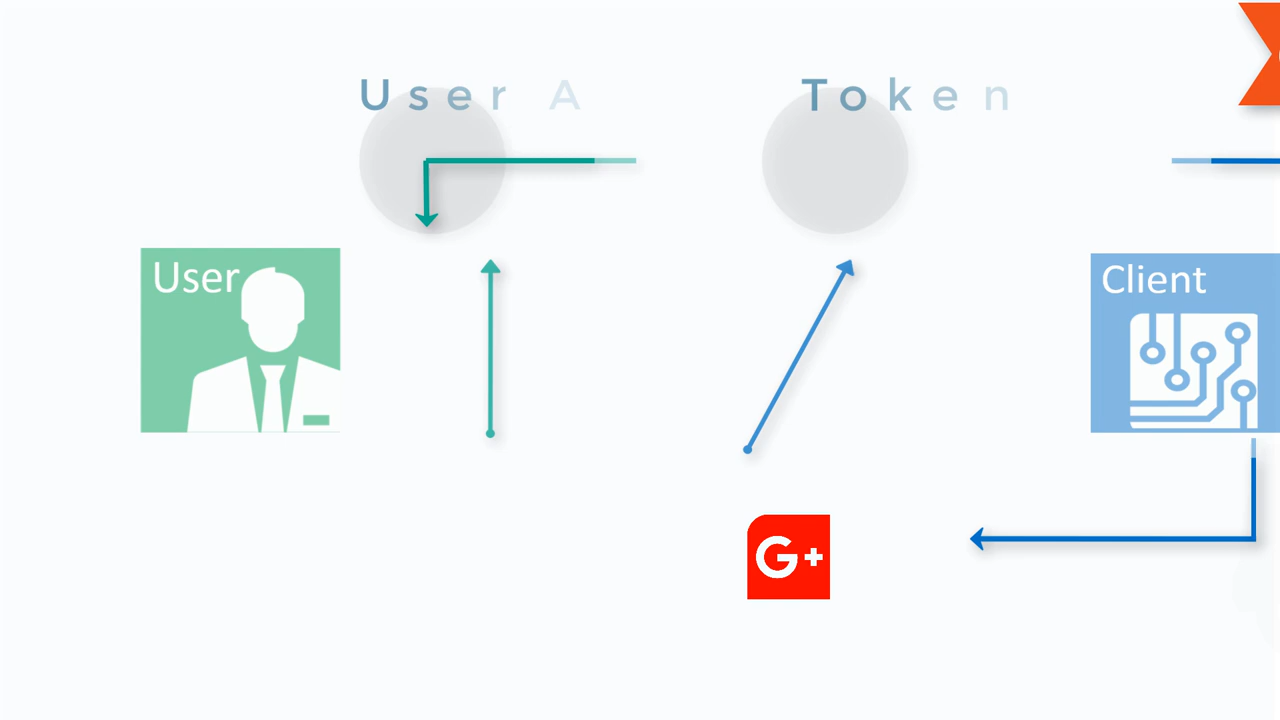 User A
Token
User
Client
G+